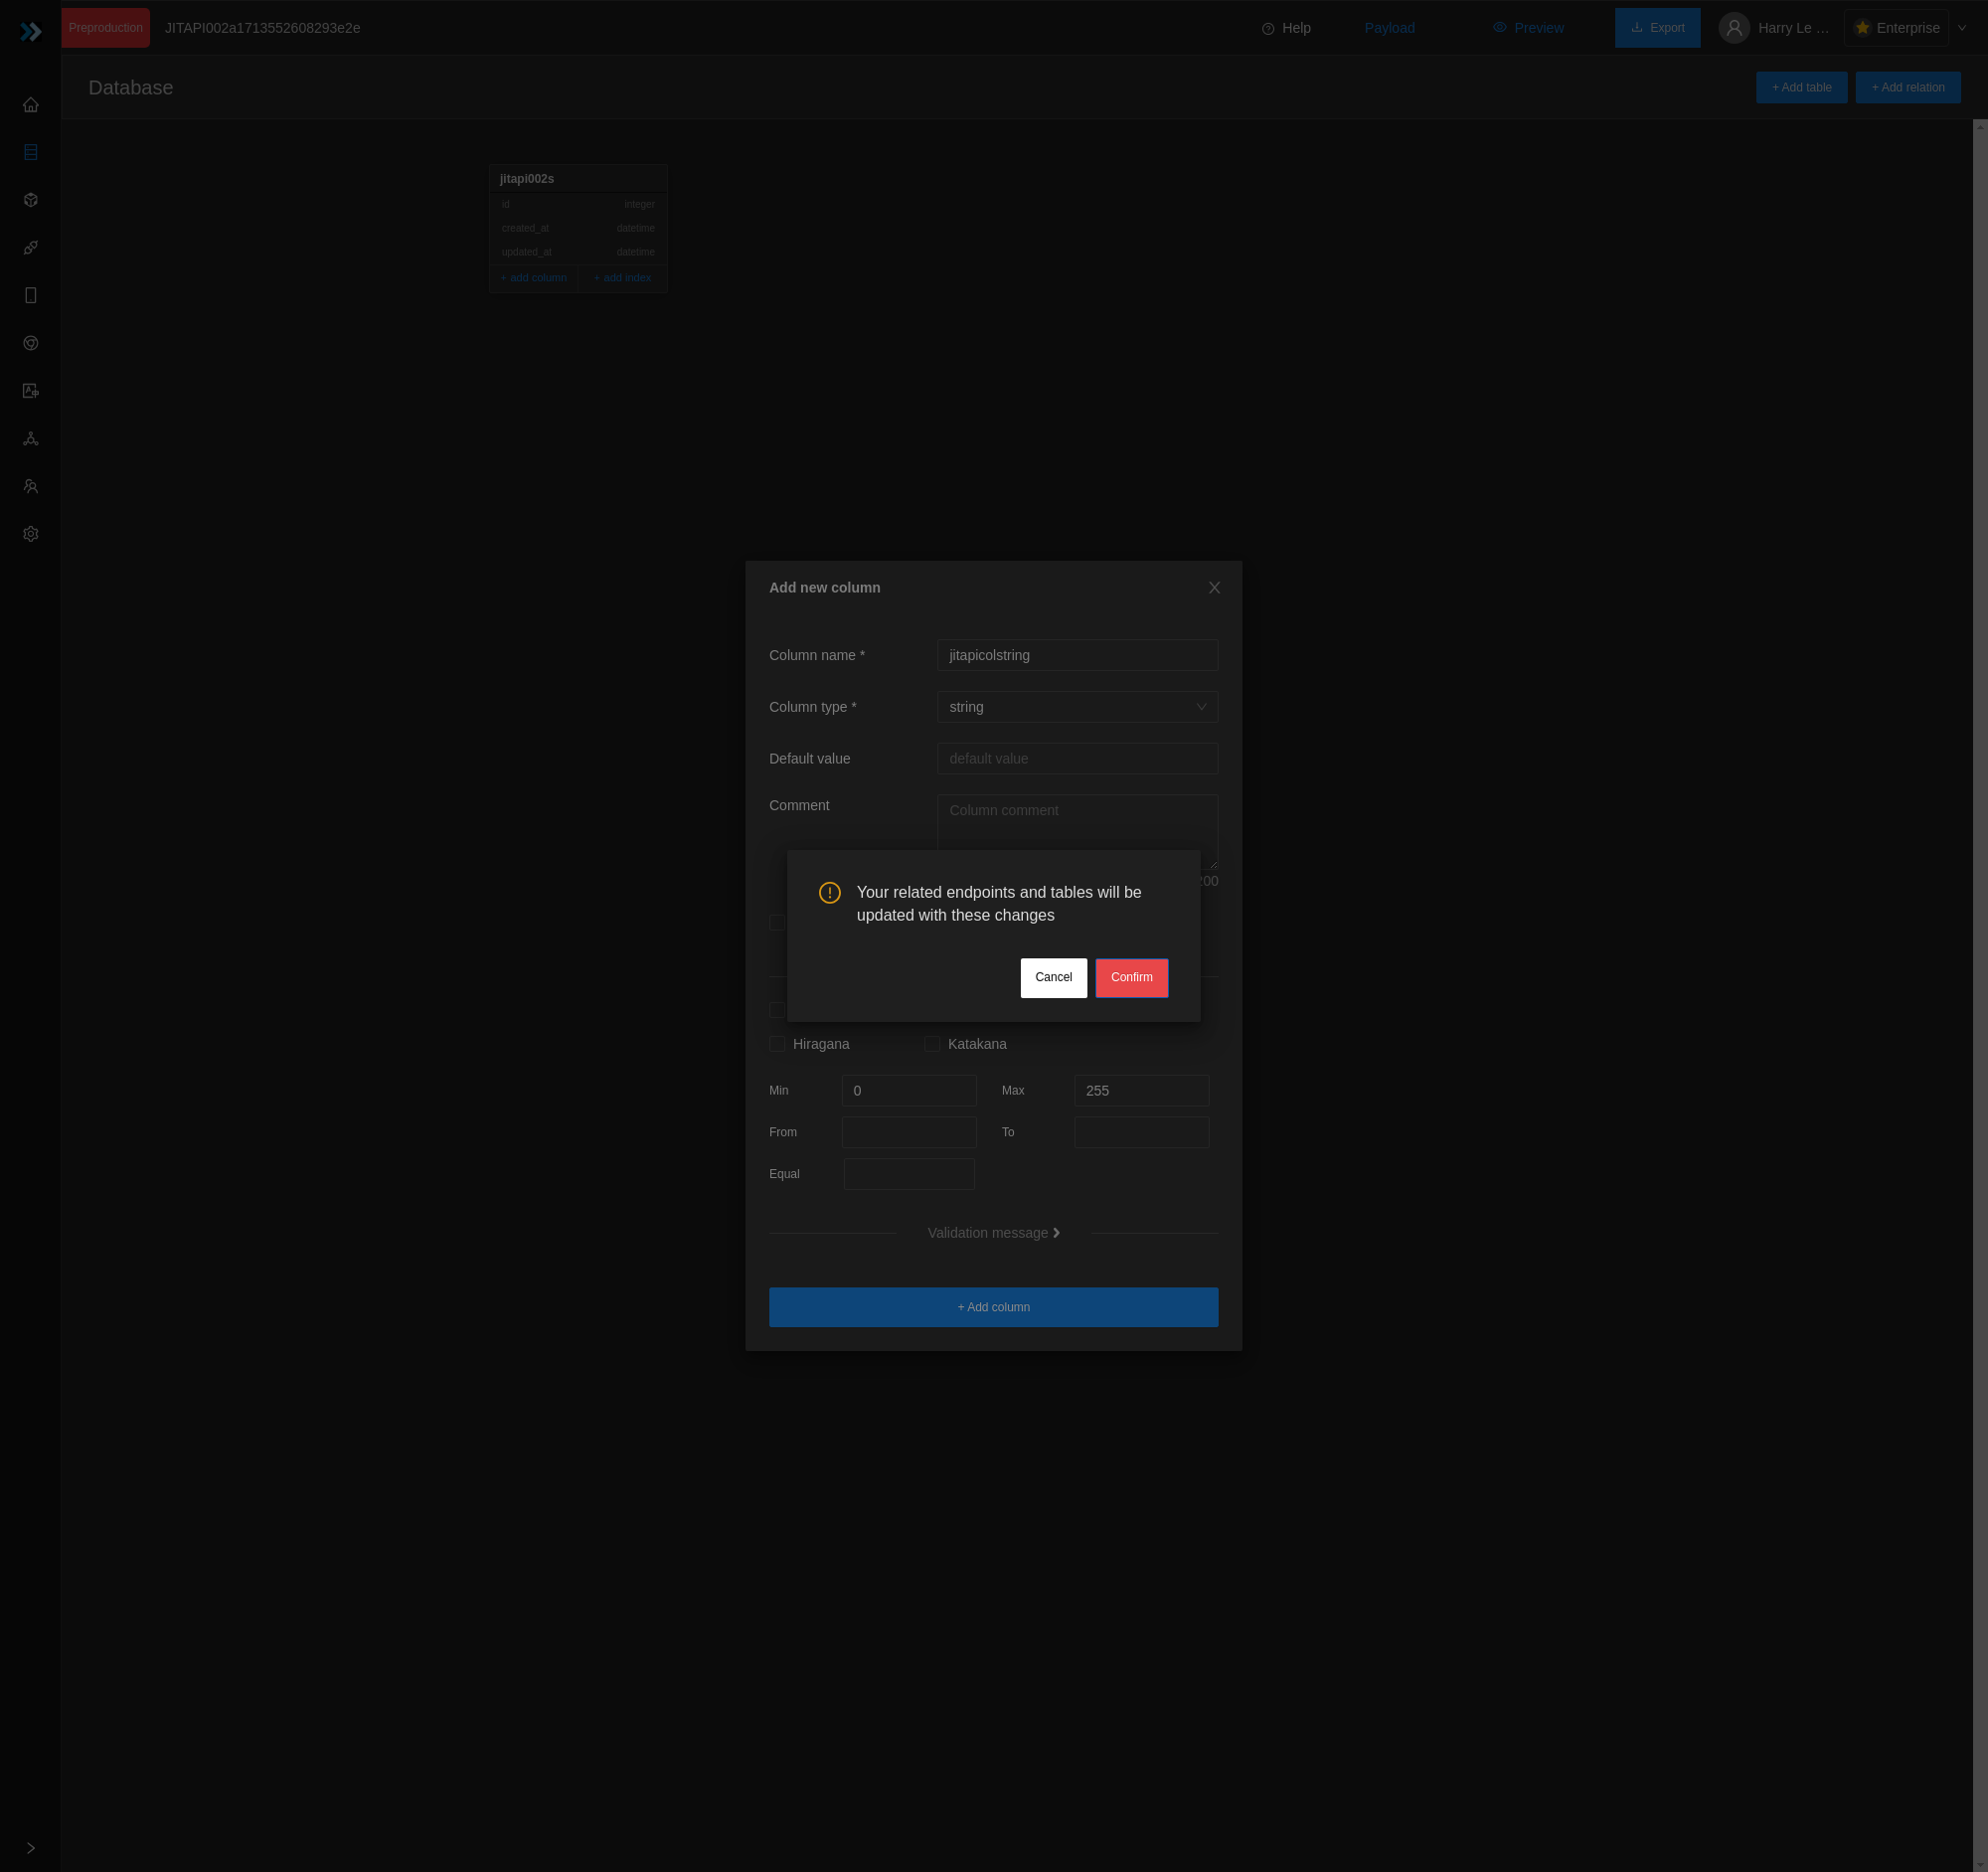 Preproduction
JITAPI002a1713552608293e2e
Help
Payload
Preview
Export
Harry Le ...
Enterprise
Database
+ Add table
+ Add relation
jitapi002s
id integer
created_at datetime
updated_at datetime
+ add column + add index
Add new column
Column name * jitapicolstring
Column type * string
Default value default value
Comment Column comment
Your related endpoints and tables will be
updated with these changes
Cancel Confirm
Hiragana Katakana
Min 0 Max 255
From To
Equal
Validation message
+ Add column